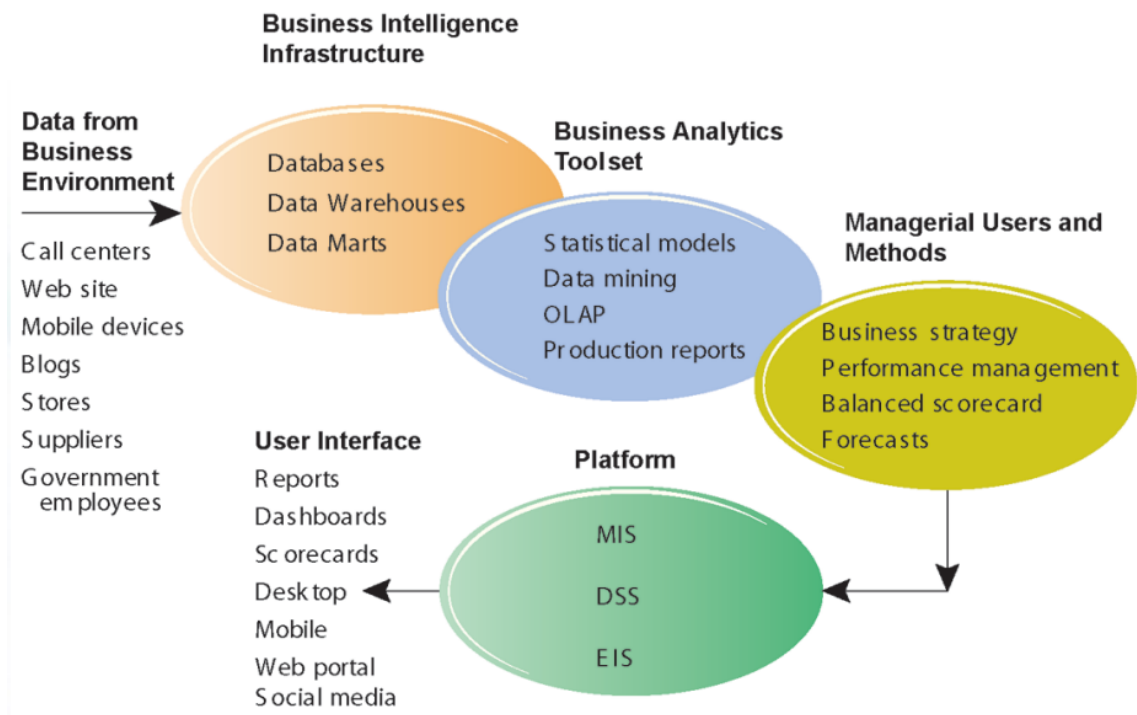 Business Intelligence
Infrastructure
Data from
Business
Environment
Call centers
Web site
Mobile devices
Blogs
Stores
Suppliers
Government
employees
Databases
Data Warehouses
Data Marts
Business Analytics
Toolset
Statistical models
Data mining
OLAP
Production reports
Managerial Users and
Methods
Business strategy
Performance management
Balanced scorecard
Forecasts
Platform
MIS
DSS
EIS
User Interface
Reports
Dashboards
Scorecards
Desktop
Mobile
Web portal
Social media